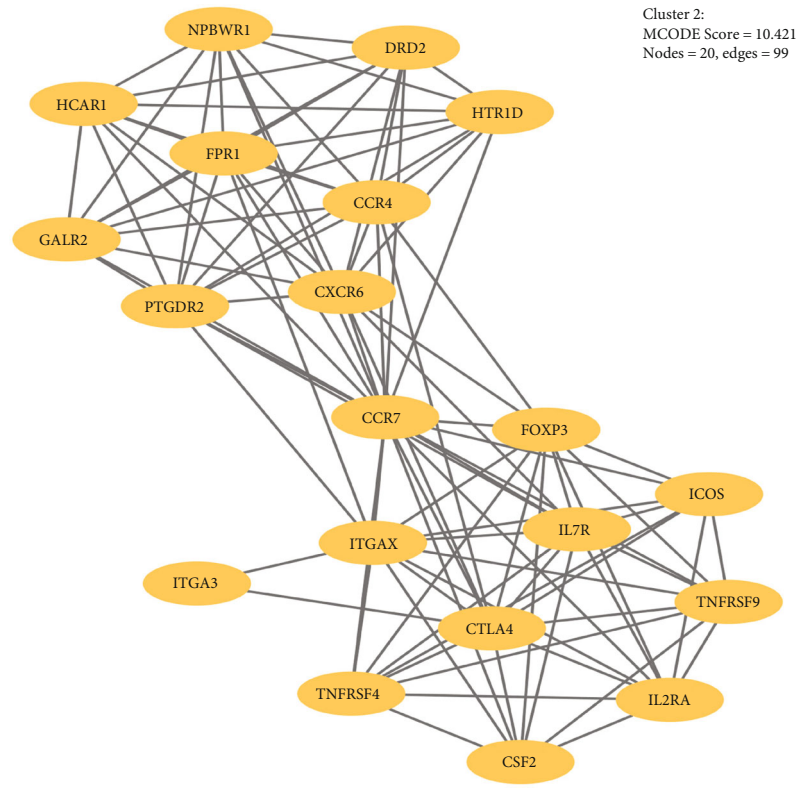 Cluster 2:
MCODE Score = 10.421
Nodes = 20, edges = 99
NPBWR1
DRD2
HCAR1
HTR1D
FPR1
CCR4
GALR2
CXCR6
PTGDR2
CCR7
FOXP3
ICOS
IL7R
ITGAX
ITGA3
TNFRSF9
CTLA4
TNFRSF4
IL2RA
CSF2